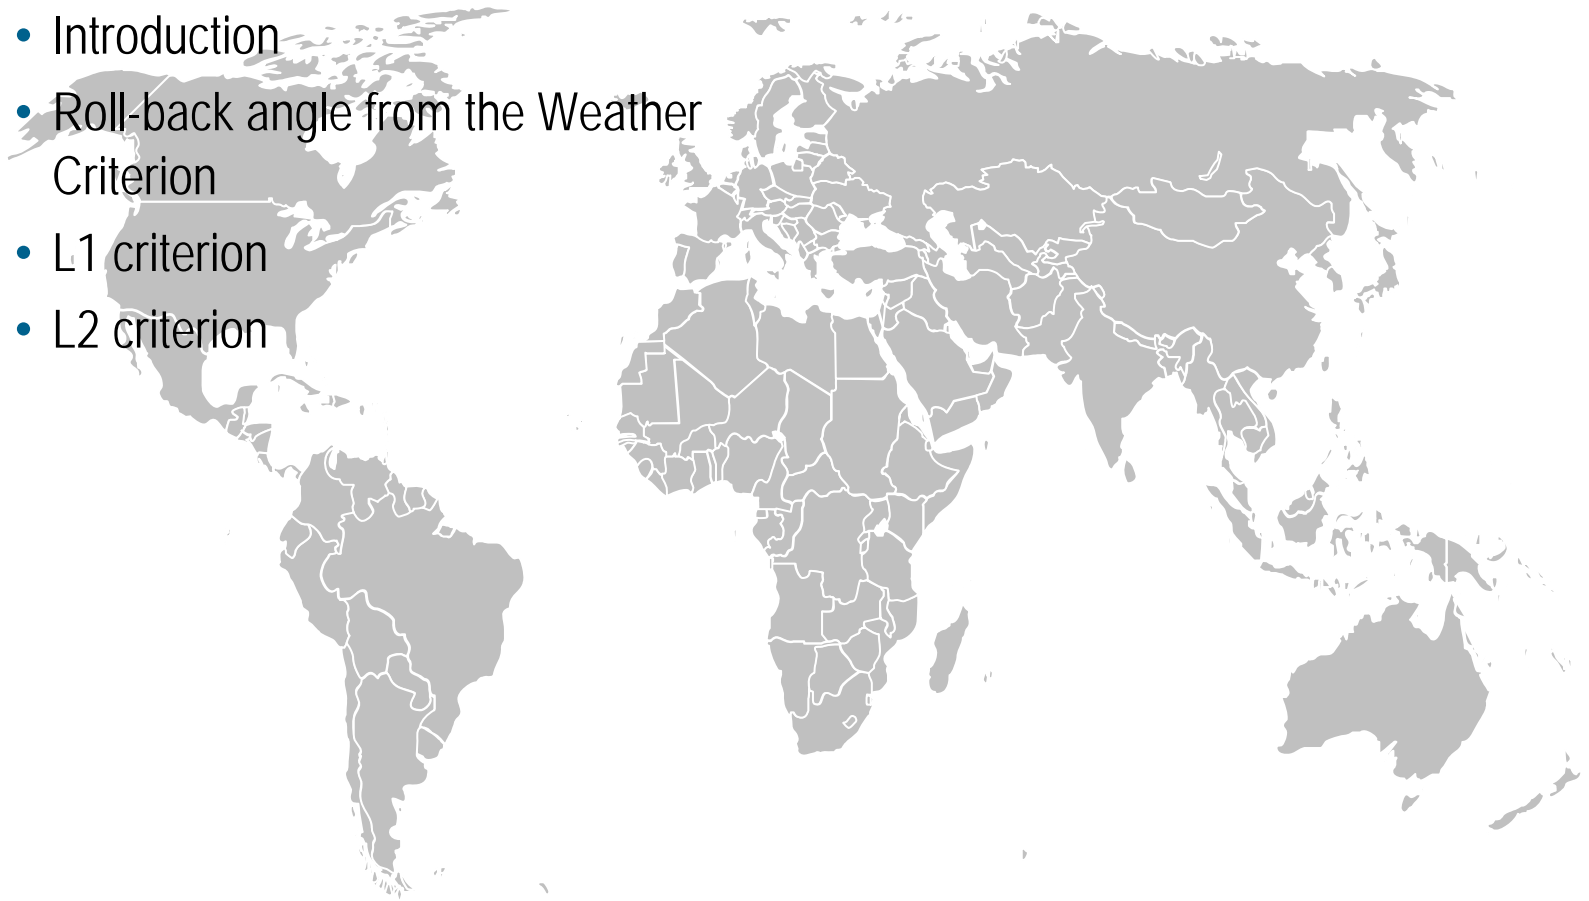 • Introduction
• Roll-back angle from the Weather
Criterion
• L1 criterion
• L2 criterion